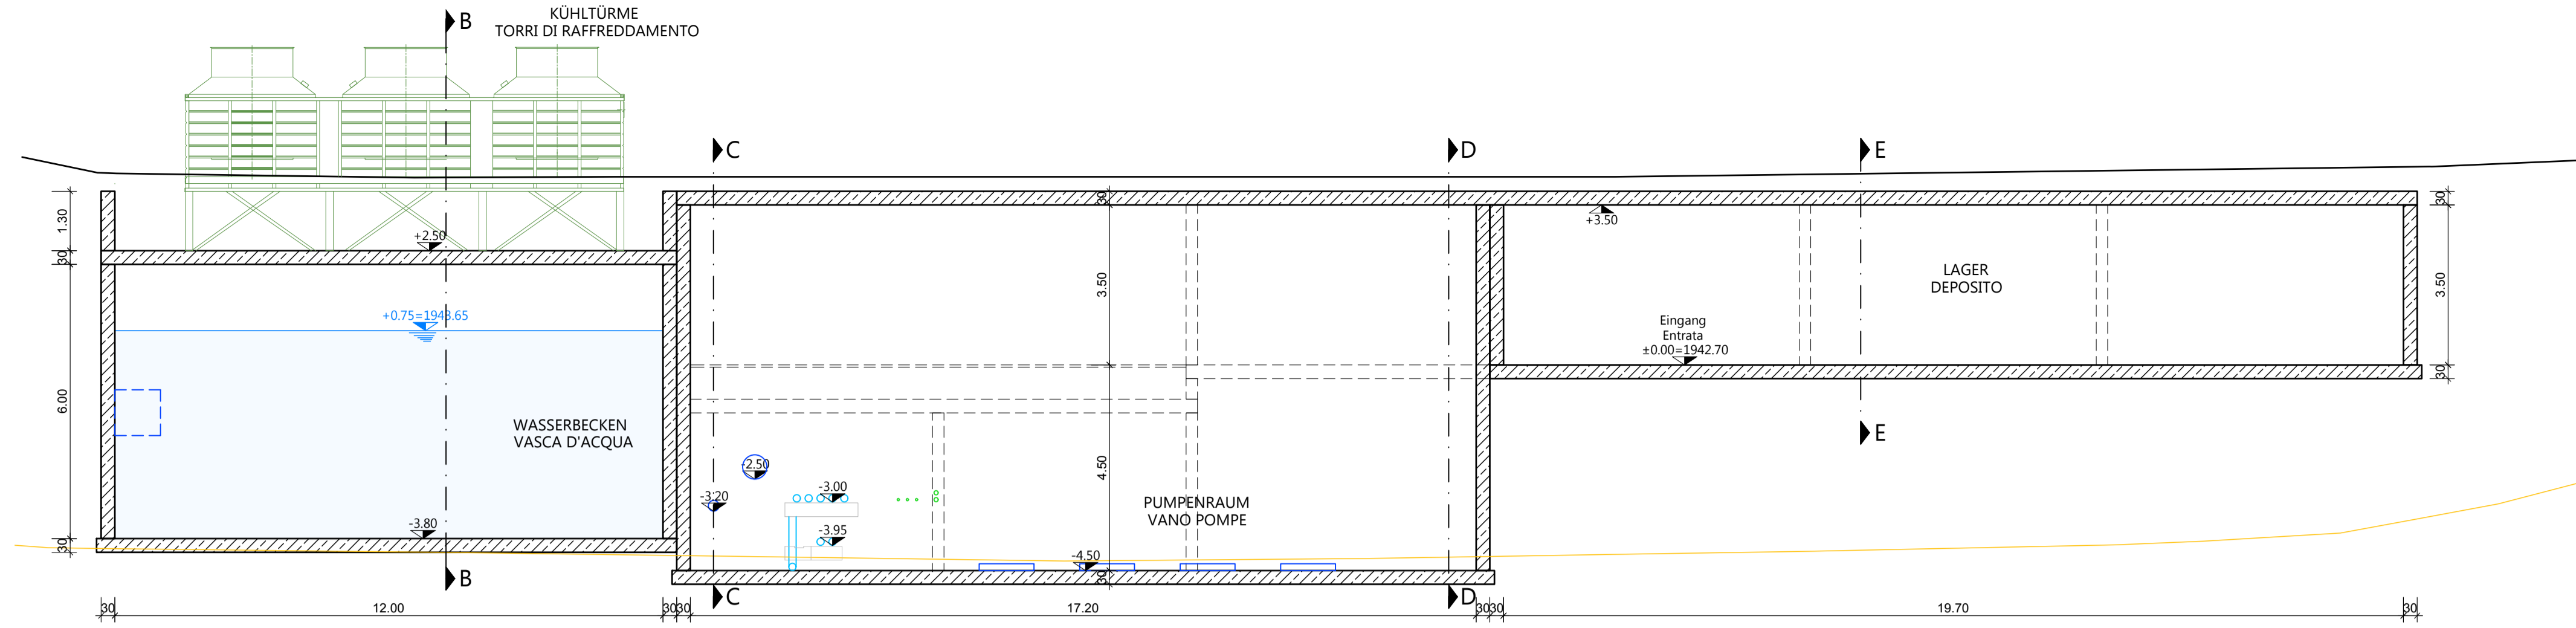 KÜHLTÜRME
TORRI DI RAFFREDDAMENTO
B
C
D
E
+2.50
+3.50
30
1.30
30
6.00
30
+0.75=1943.65
WASSERBECKEN
VASCA D'ACQUA
-3.80
B
30
3.50
4.50
30
-2.50
-3.20
-3.00
-3.95
-4.50
PUMPENRAUM
VANO POMPE
LAGER
DEPOSITO
Eingang
Entrata
±0.00=1942.70
30
3.50
30
E
C
D
30
12.00
30
30
17.20
30
30
19.70
30